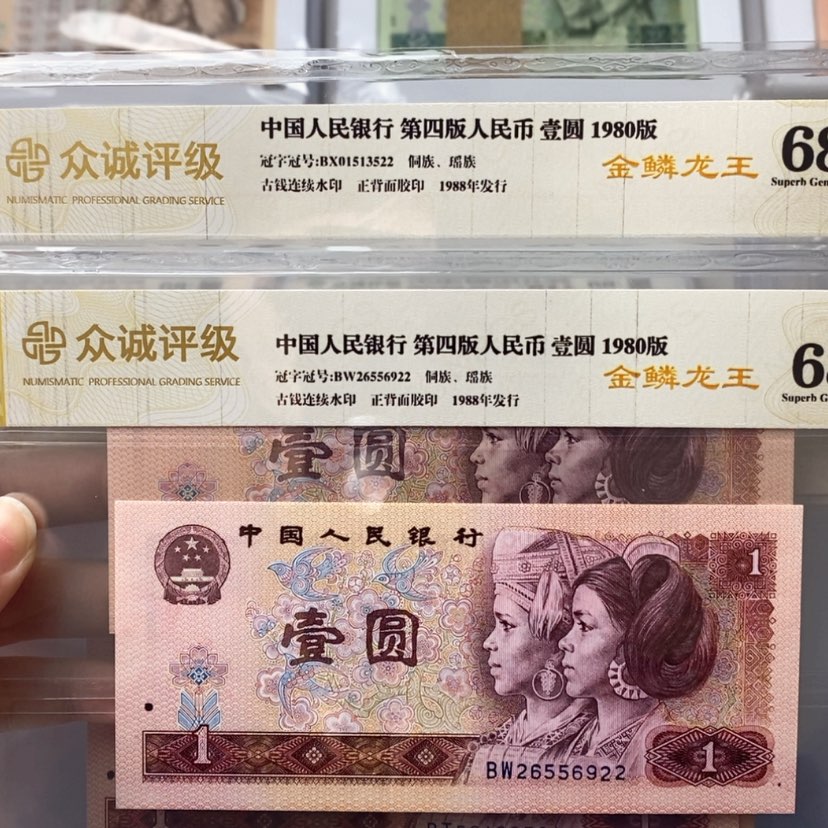 众诚评级
NUMISMATIC PROFESSIONAL GRADING SERVICE
中国人民银行 第四版人民币 壹圆 1980版
冠字冠号:BX01513522 侗族、瑶族
古钱连续水印 正背面胶印 1988年发行
金鳞龙王
68
Superb Gem
众诚评级
NUMISMATIC PROFESSIONAL GRADING SERVICE
中国人民银行 第四版人民币 壹圆 1980版
冠字冠号:BW26556922 侗族、瑶族
古钱连续水印 正背面胶印 1988年发行
金鳞龙王
Superb
壹圆
中国人民银行
1
壹圆
1
BW26556922
1